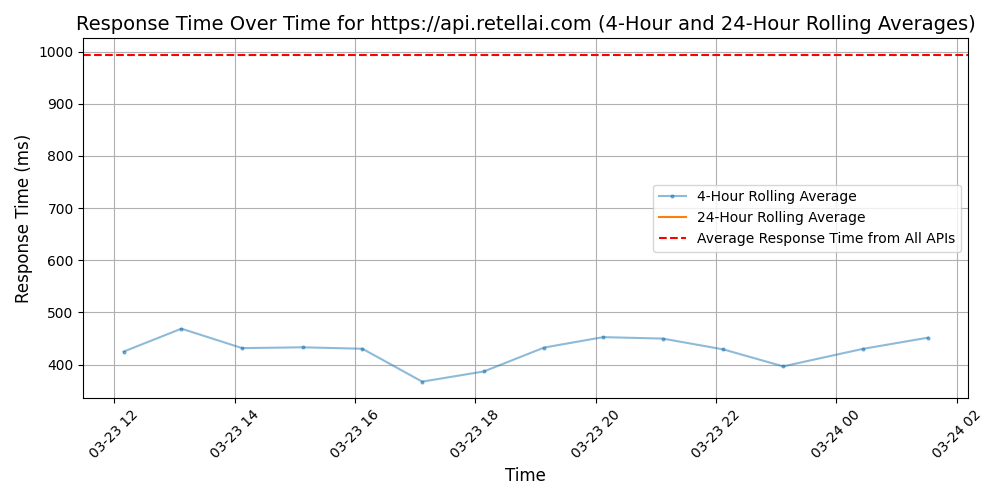 Response Time Over Time for https://api.retellai.com (4-Hour and 24-Hour Rolling Averages)
Response Time (ms)
1000
900
800
700
600
500
400
4-Hour Rolling Average
24-Hour Rolling Average
Average Response Time from All APIs
03-23 12
03-23 14
03-23 16
03-23 18
03-23 20
03-23 22
03-24 00
03-24 02
Time